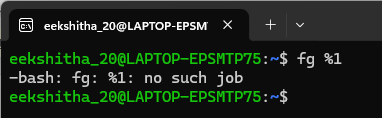 eekshitha_20@LAPTOP-EPSM
eekshitha_20@LAPTOP-EPSMTP75:~$ fg %1
-bash: fg: %1: no such job
eekshitha_20@LAPTOP-EPSMTP75:~$